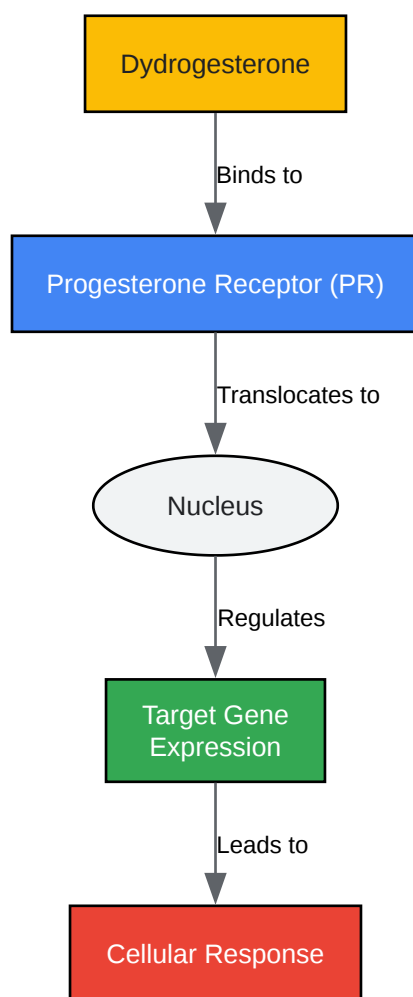 Dydrogesterone
Binds to
Progesterone Receptor (PR)
Translocates to
Nucleus
Regulates
Target Gene
Expression
Leads to
Cellular Response